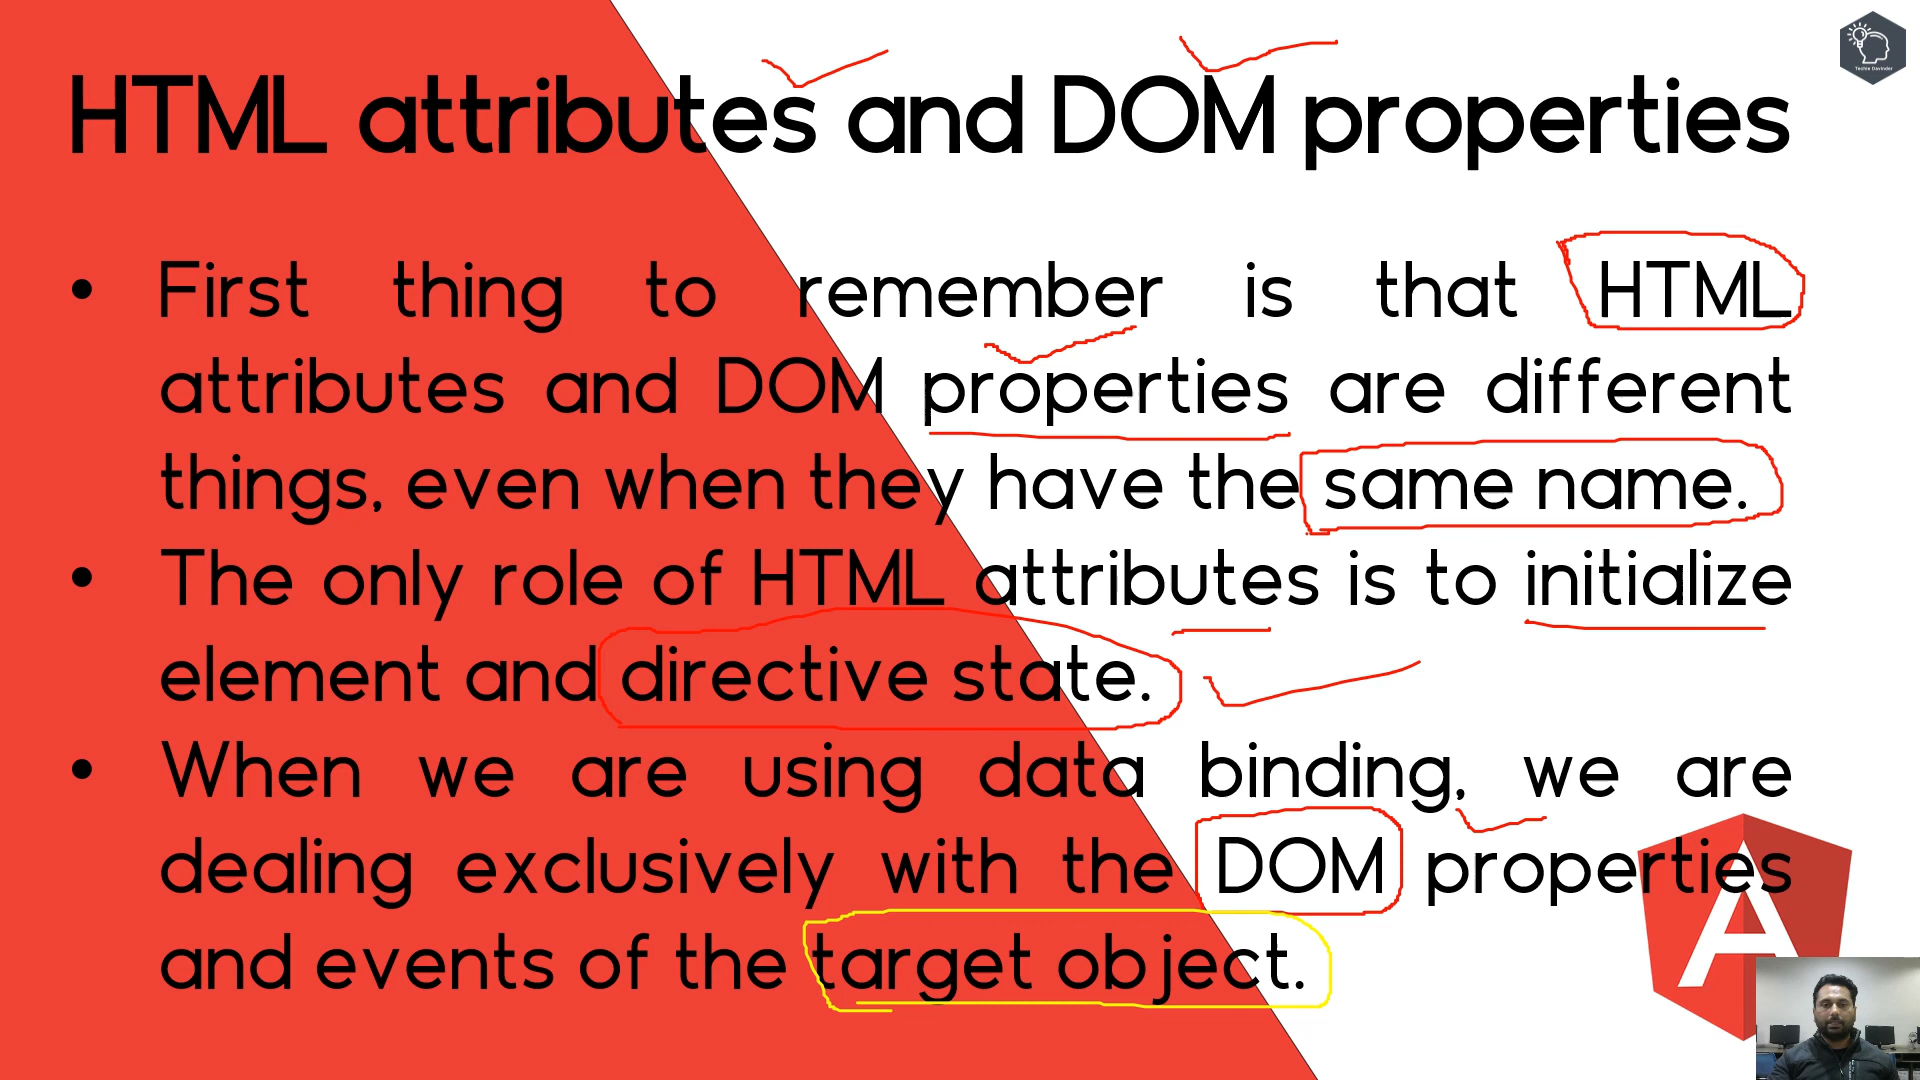 HTML attributes and DOM properties
• First thing to remember is that HTML
attributes and DOM properties are different
things, even when they have the same name.
• The only role of HTML attributes is to initialize
element and directive state.
• When we are using data binding, we are
dealing exclusively with the DOM properties
and events of the target object.
Techie Davinder